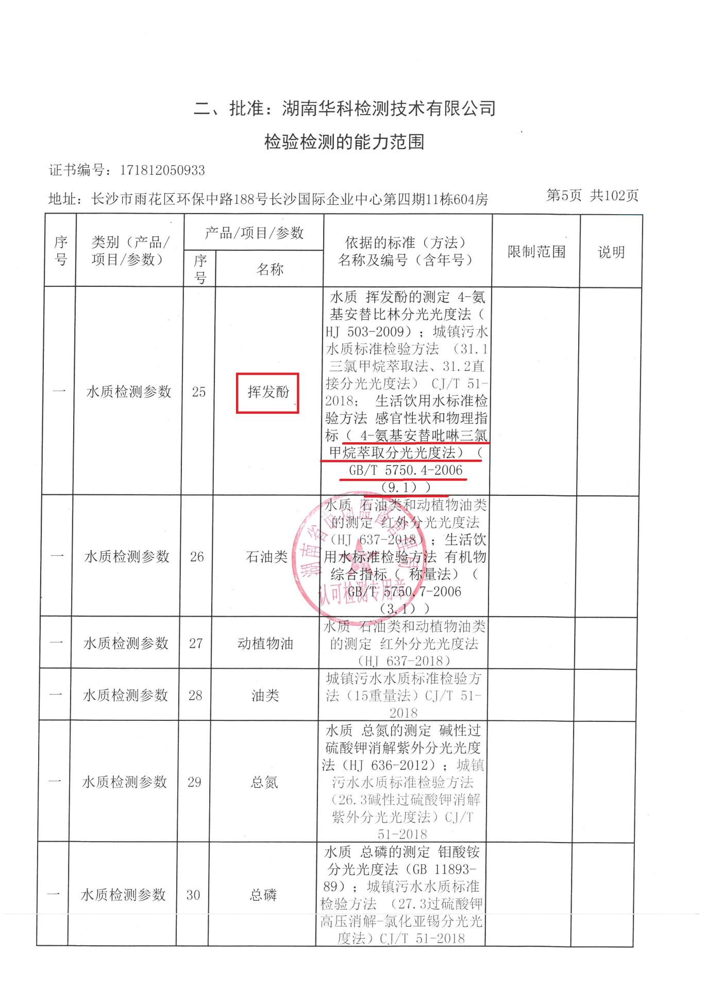 二、批准：湖南华科检测技术有限公司
检验检测的能力范围
证书编号：171812050933
地址：长沙市雨花区环保中路188号长沙国际企业中心第四期11栋604房
第5页 共102页
序
号
类别（产品/
项目/参数）
产品/项目/参数
序
号
名称
依据的标准（方法）
名称及编号（含年号）
限制范围
说明
一
水质检测参数
25
挥发酚
水质 挥发酚的测定 4-氨
基安替比林分光光度法（
HJ 503-2009）；城镇污水
水质标准检验方法 （31.1
三氯甲烷萃取法、31.2直
接分光光度法） CJ/T 51-
2018； 生活饮用水标准检
验方法 感官性状和物理指
标（ 4-氨基安替吡啉三氯
甲烷萃取分光光度法）（
GB/T 5750.4-2006
（9.1））
一
水质检测参数
26
石油类
水质 石油类和动植物油类
的测定 红外分光光度法
（HJ 637-2018）；生活饮
用水标准检验方法 有机物
综合指标（ 称量法）（
GB/T 5750.7-2006
（3.1））
湖南省市场监督管理局
认可检测专用章
一
水质检测参数
27
动植物油
水质 石油类和动植物油类
的测定 红外分光光度法
（HJ 637-2018）
一
水质检测参数
28
油类
城镇污水水质标准检验方
法（15重量法）CJ/T 51-
2018
一
水质检测参数
29
总氮
水质 总氮的测定 碱性过
硫酸钾消解紫外分光光度
法（HJ 636-2012）；城镇
污水水质标准检验方法
（26.3碱性过硫酸钾消解
紫外分光光度法）CJ/T
51-2018
一
水质检测参数
30
总磷
水质 总磷的测定 钼酸铵
分光光度法（GB 11893-
89）；城镇污水水质标准
检验方法 （27.3过硫酸钾
高压消解-氯化亚锡分光光
度法）CJ/T 51-2018